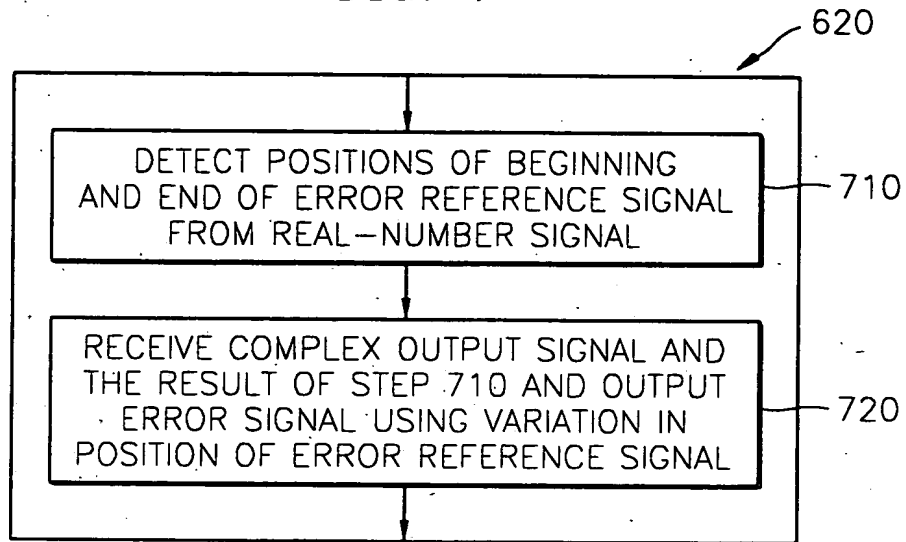 620
DETECT POSITIONS OF BEGINNING
AND END OF ERROR REFERENCE SIGNAL
FROM REAL-NUMBER SIGNAL
710
RECEIVE COMPLEX OUTPUT SIGNAL AND
THE RESULT OF STEP 710 AND OUTPUT
ERROR SIGNAL USING VARIATION IN
POSITION OF ERROR REFERENCE SIGNAL
720